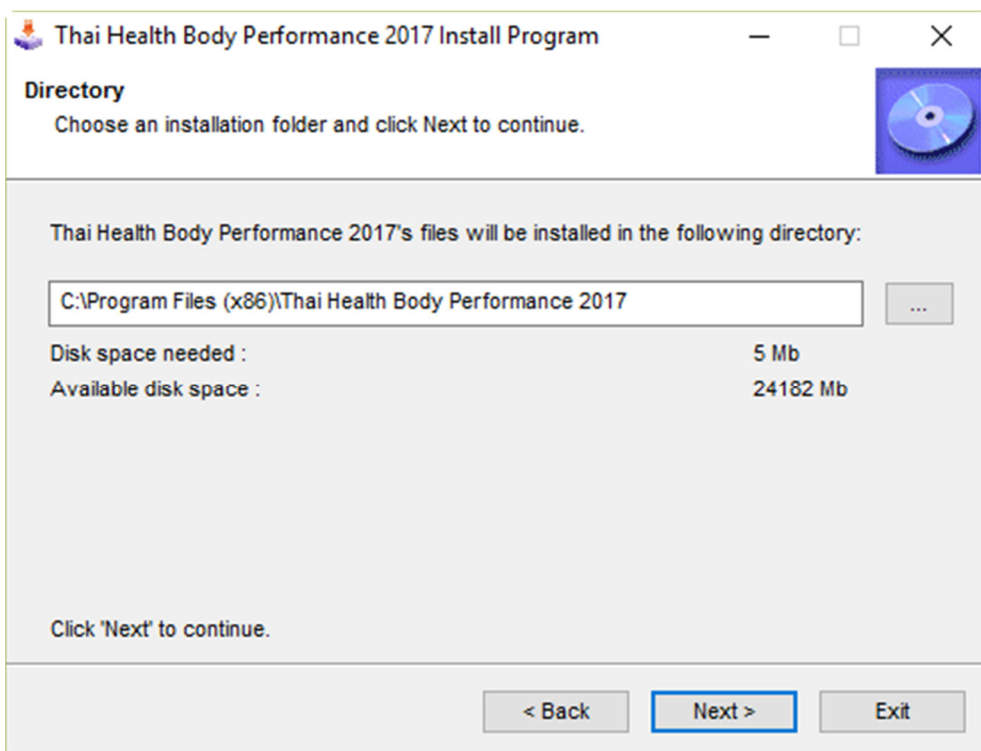 Thai Health Body Performance 2017 Install Program
Directory
Choose an installation folder and click Next to continue.
Thai Health Body Performance 2017's files will be installed in the following directory:
C:\Program Files (x86)\Thai Health Body Performance 2017
...
Disk space needed : 5 Mb
Available disk space : 24182 Mb
Click 'Next' to continue.
< Back Next > Exit